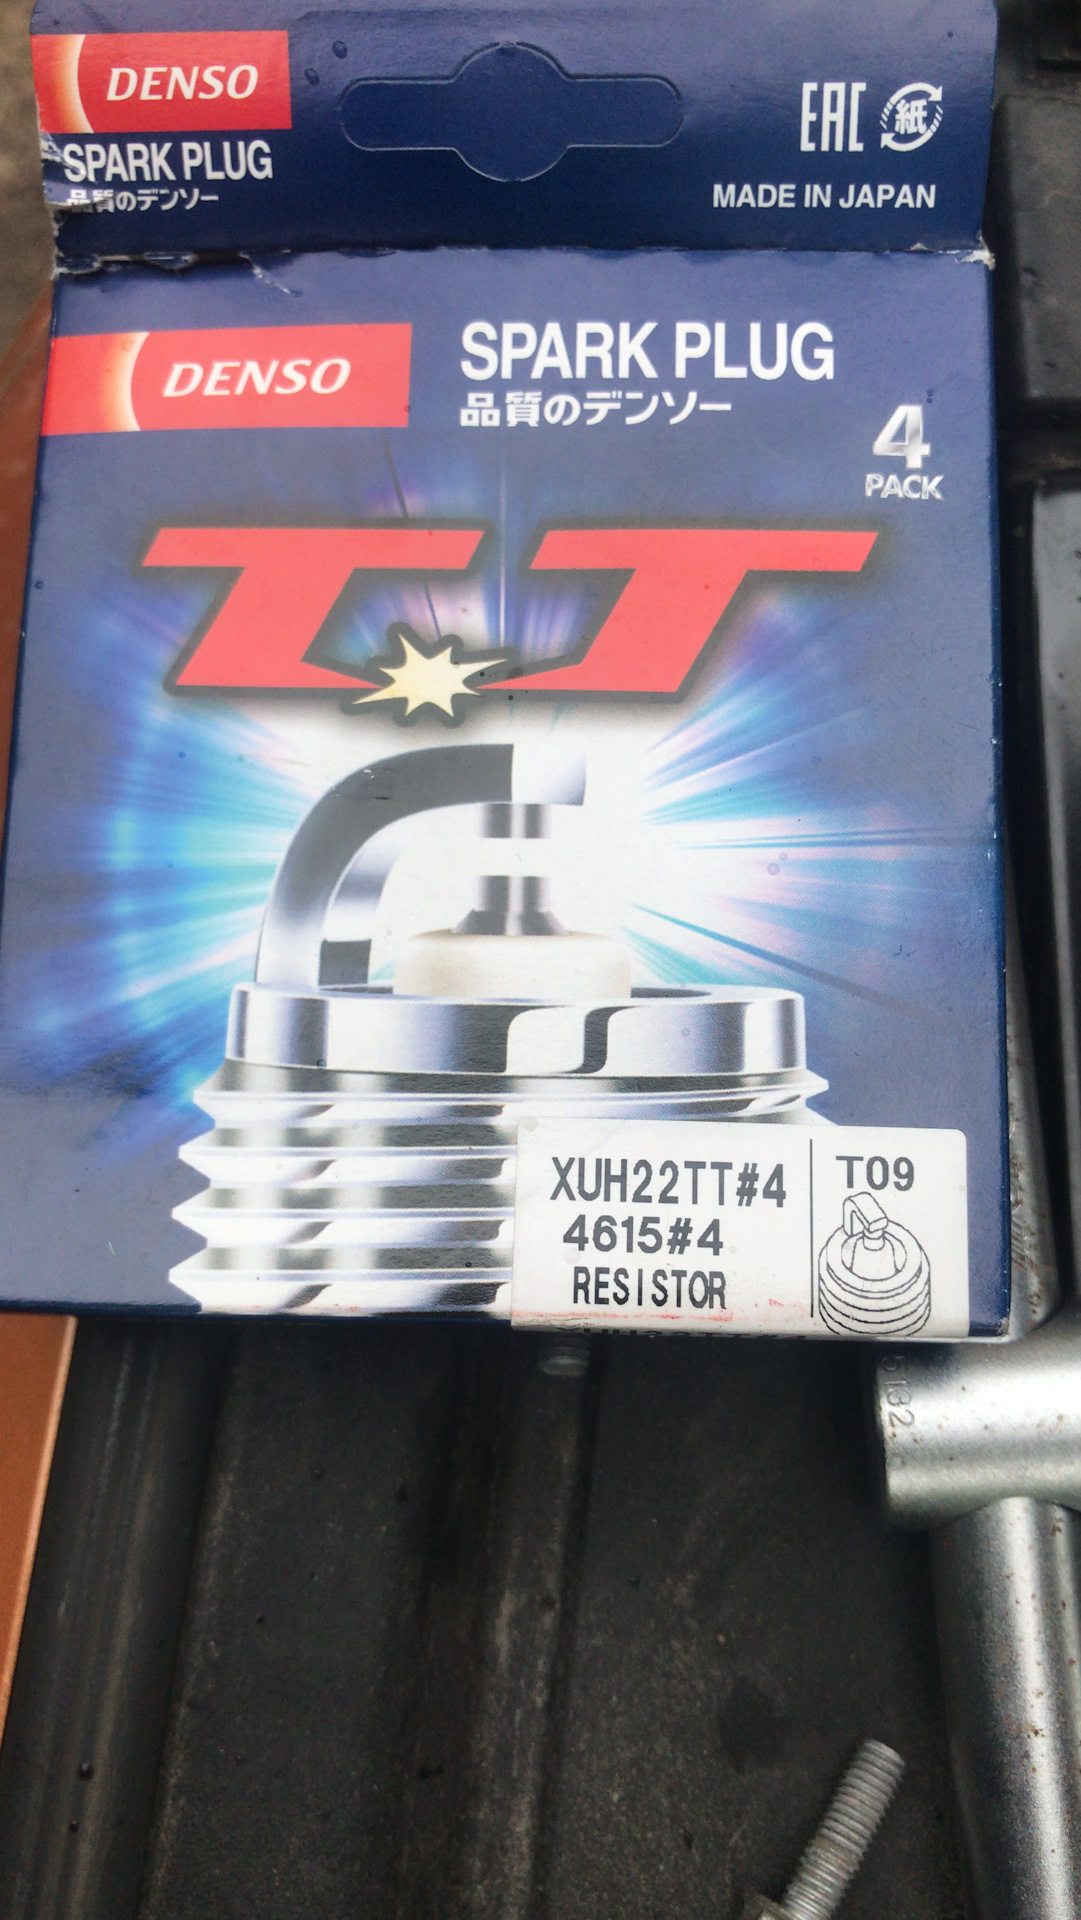 DENSO
SPARK PLUG
品質のデンソー
EAC 紙
MADE IN JAPAN
DENSO
SPARK PLUG
品質のデンソー
4
PACK
TT
XUH22TT#4
T09
4615#4
RESISTOR
5132